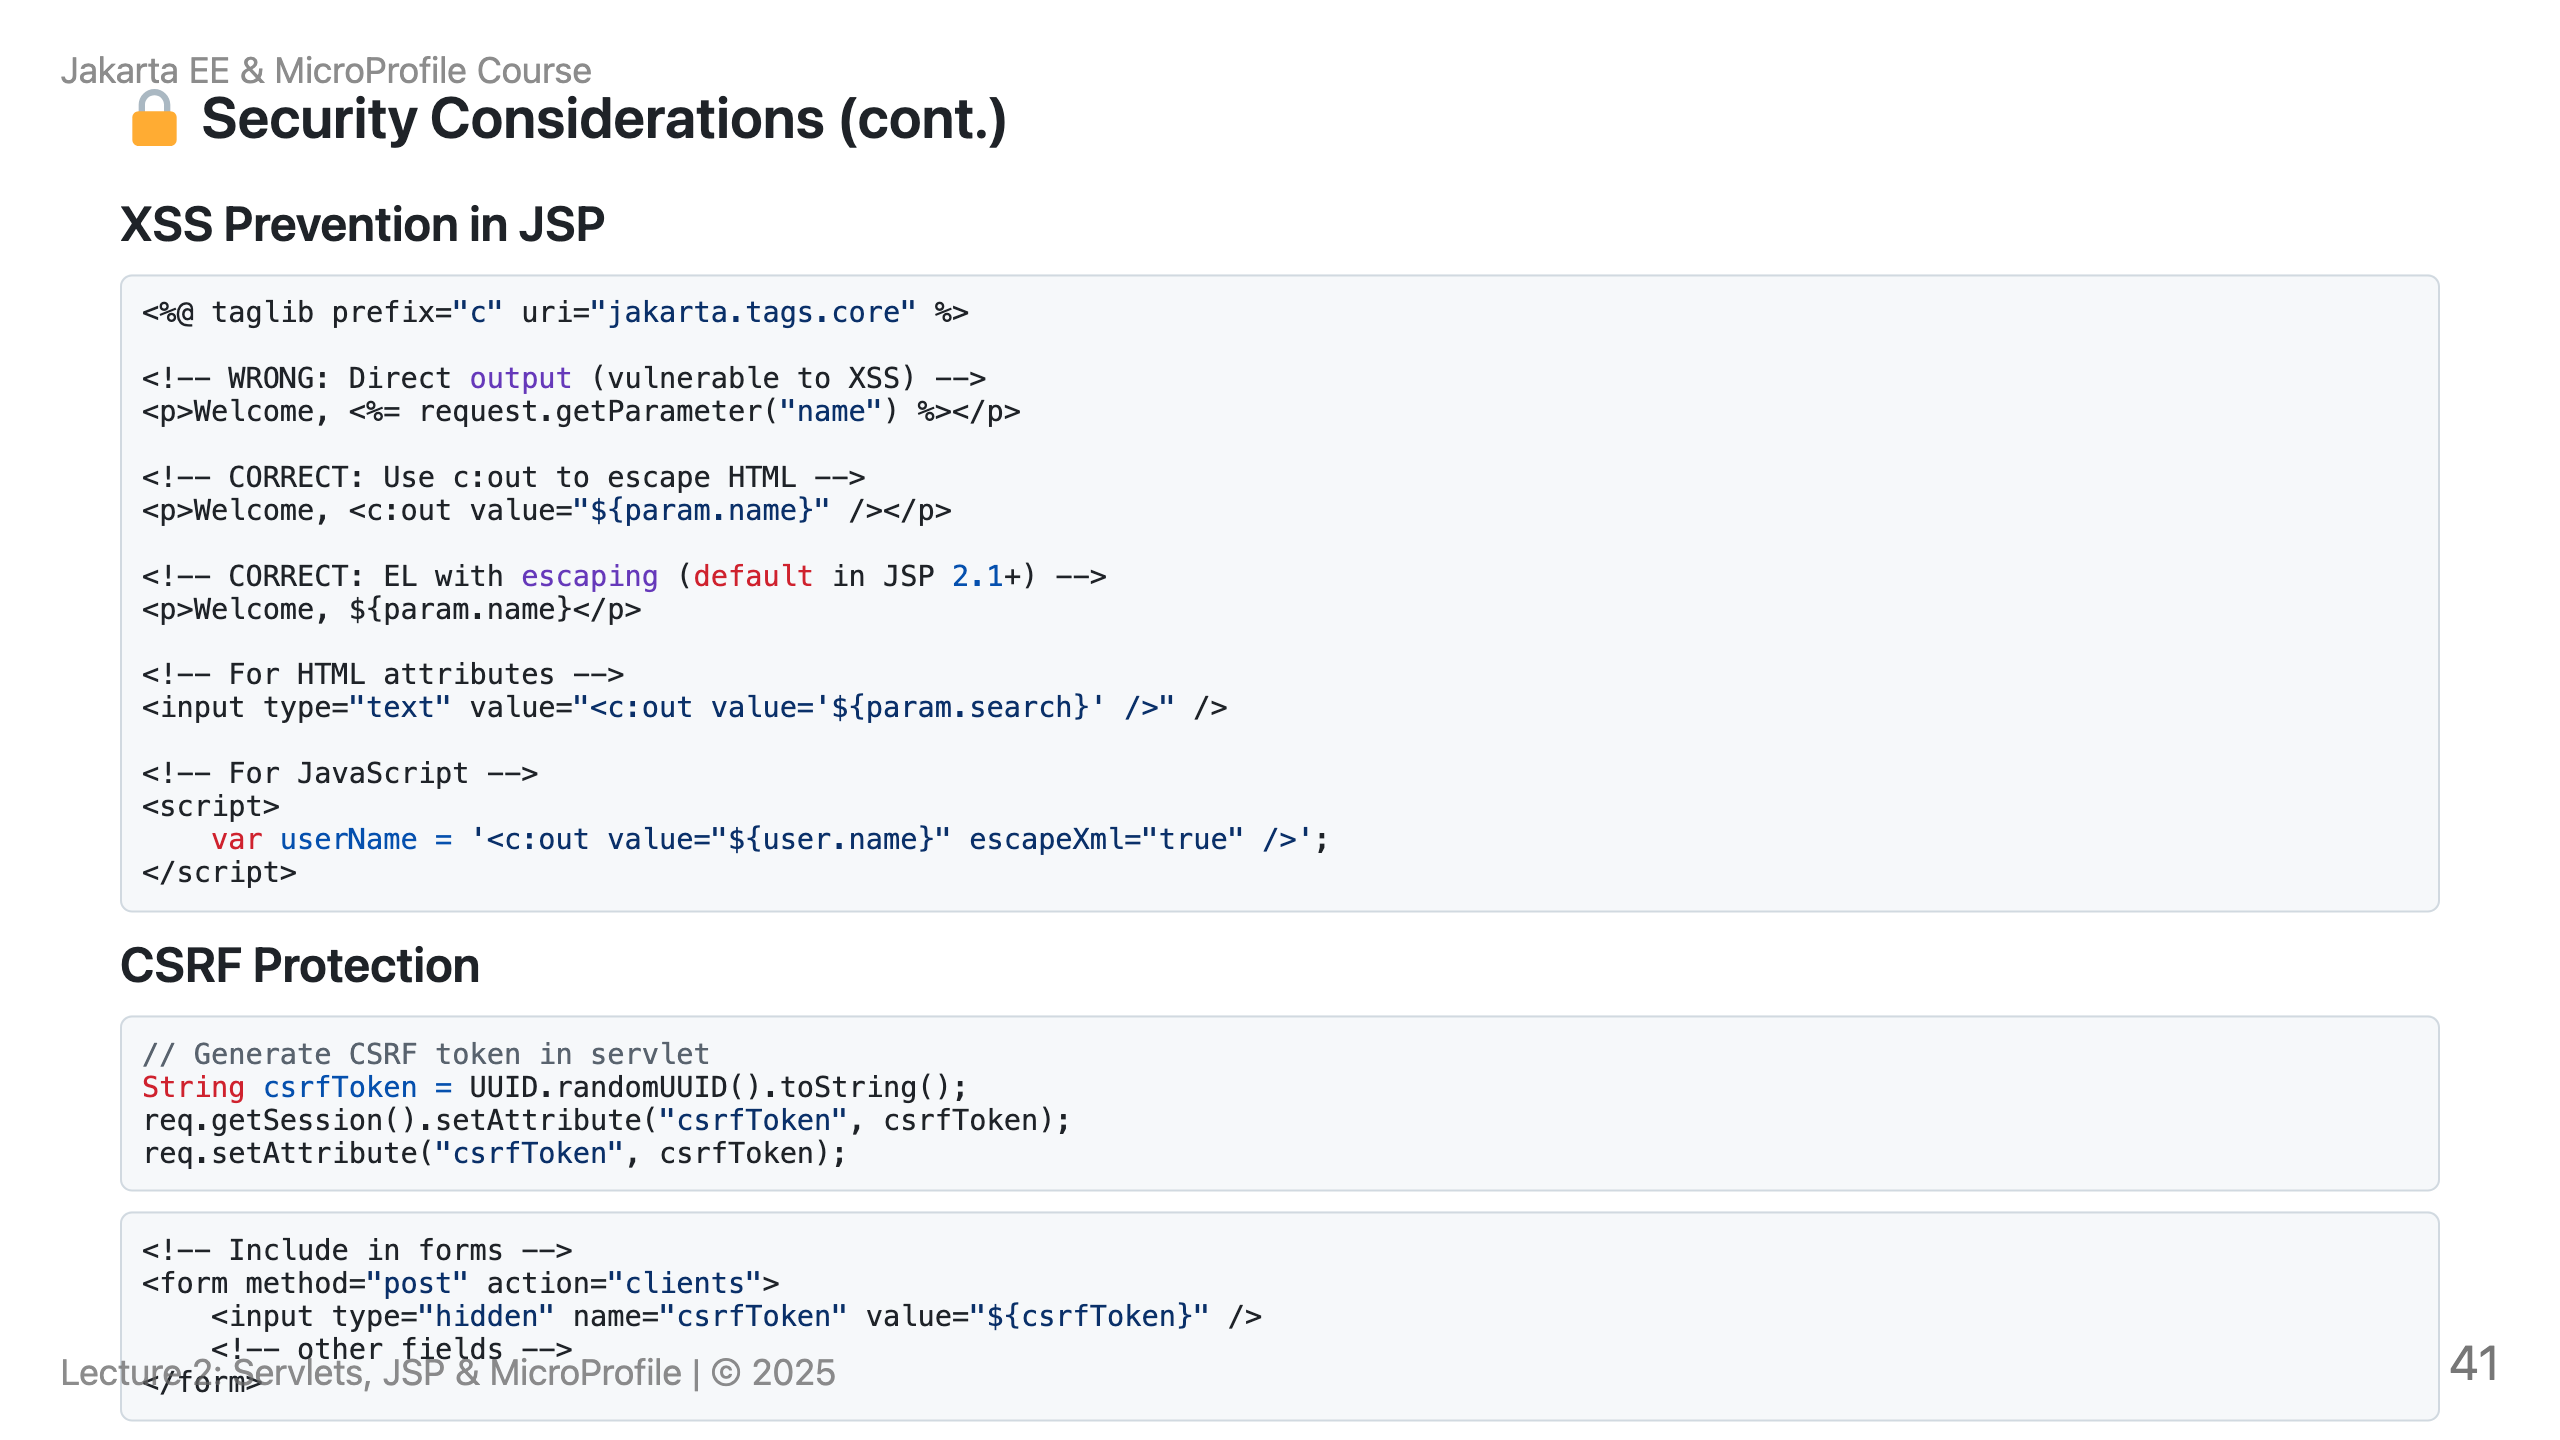 Jakarta EE & MicroProfile Course
🔒 Security Considerations (cont.)
XSS Prevention in JSP
<%@ taglib prefix="c" uri="jakarta.tags.core" %>
<!-- WRONG: Direct output (vulnerable to XSS) -->
<p>Welcome, <%= request.getParameter("name") %></p>
<!-- CORRECT: Use c:out to escape HTML -->
<p>Welcome, <c:out value="${param.name}" /></p>
<!-- CORRECT: EL with escaping (default in JSP 2.1+) -->
<p>Welcome, ${param.name}</p>
<!-- For HTML attributes -->
<input type="text" value="<c:out value='${param.search}' />" />
<!-- For JavaScript -->
<script>
    var userName = '<c:out value="${user.name}" escapeXml="true" />';
</script>
CSRF Protection
// Generate CSRF token in servlet
String csrfToken = UUID.randomUUID().toString();
req.getSession().setAttribute("csrfToken", csrfToken);
req.setAttribute("csrfToken", csrfToken);
<!-- Include in forms -->
<form method="post" action="clients">
    <input type="hidden" name="csrfToken" value="${csrfToken}" />
    <!-- other fields -->
</form>
Lecture 2: Servlets, JSP & MicroProfile | © 2025
41